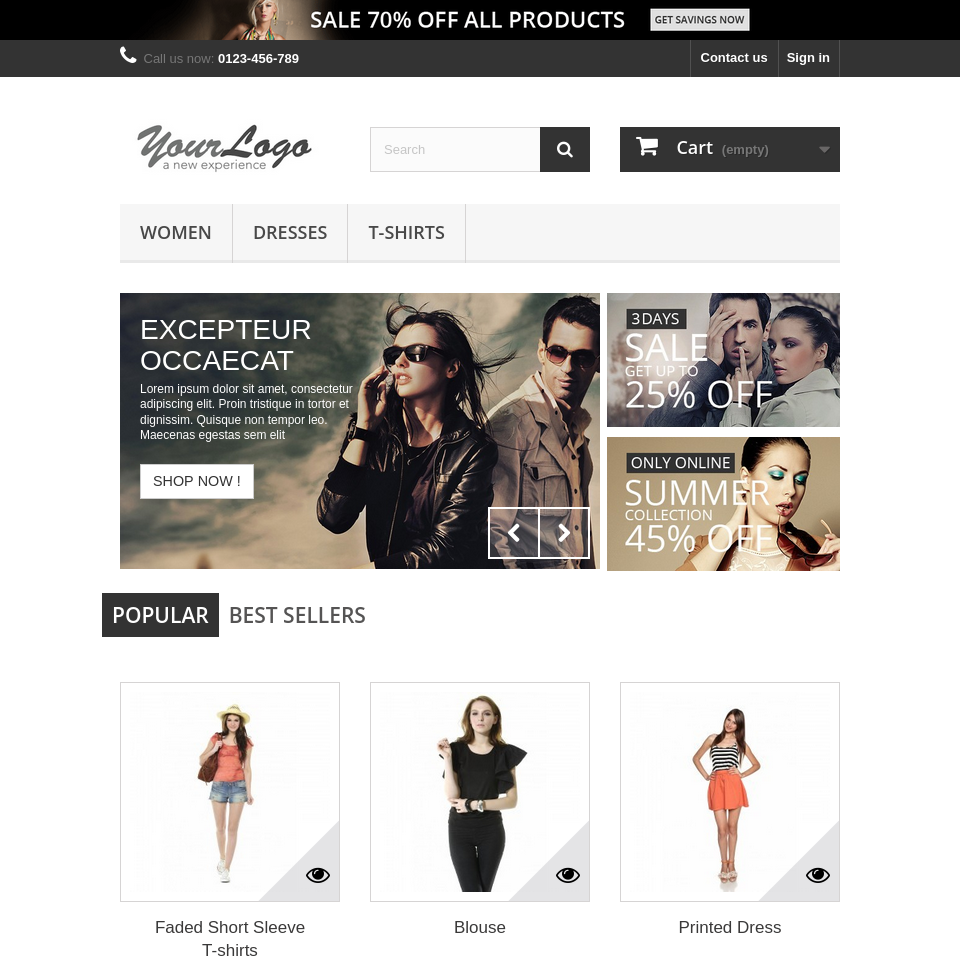 SALE 70% OFF ALL PRODUCTS
GET SAVINGS NOW
Call us now: 0123-456-789
Contact us
Sign in
YourLogo
a new experience
Search
Cart (empty)
WOMEN
DRESSES
T-SHIRTS
EXCEPTEUR
OCCAECAT
Lorem ipsum dolor sit amet, consectetur
adipiscing elit. Proin tristique in tortor et
dignissim. Quisque non tempor leo.
Maecenas egestas sem elit
SHOP NOW !
3DAYS
SALE
GET UP TO
25% OFF
ONLY ONLINE
SUMMER
COLLECTION
45% OFF
POPULAR
BEST SELLERS
Faded Short Sleeve
T-shirts
Blouse
Printed Dress